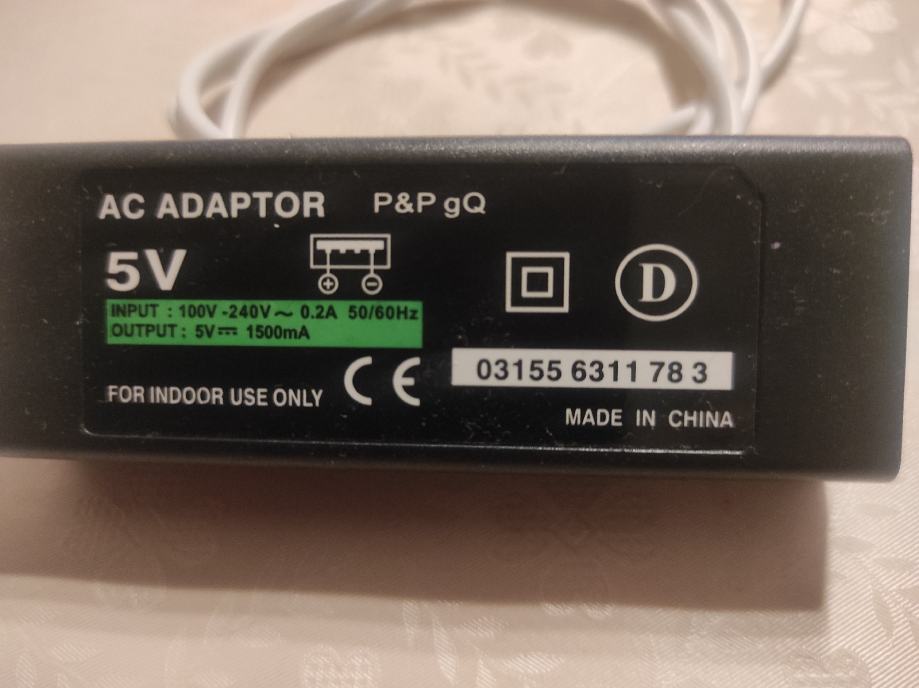 AC ADAPTOR P&P gQ
5V
D
INPUT : 100V -240V~ 0.2A 50/60Hz
OUTPUT : 5V⎓ 1500mA
03155 6311 78 3
FOR INDOOR USE ONLY CE
MADE IN CHINA